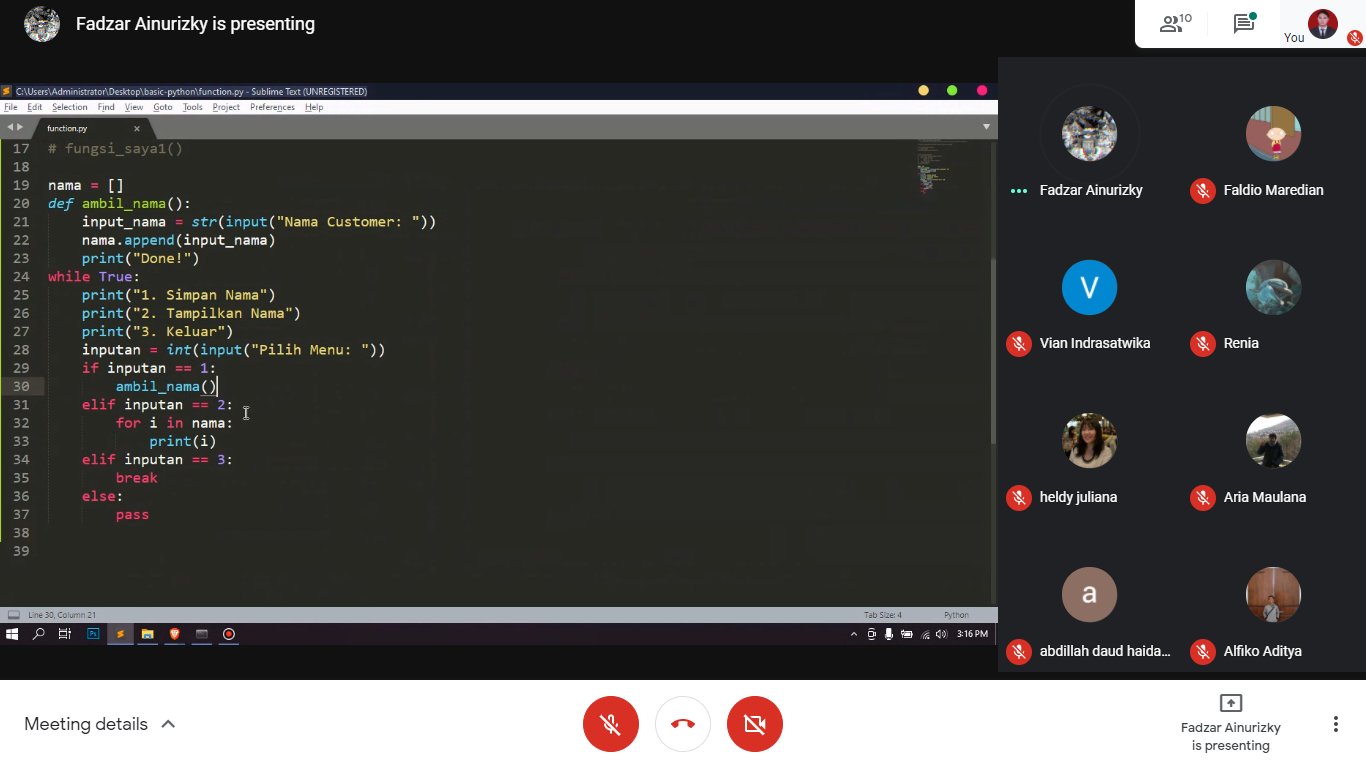 Fadzar Ainurizky is presenting
10
You
C:\Users\Administrator\Desktop\basic-python\function.py - Sublime Text (UNREGISTERED)
File Edit Selection Find View Goto Tools Project Preferences Help
function.py ×
17 # fungsi_saya1()
18
19 nama = []
20 def ambil_nama():
21     input_nama = str(input("Nama Customer: "))
22     nama.append(input_nama)
23     print("Done!")
24 while True:
25     print("1. Simpan Nama")
26     print("2. Tampilkan Nama")
27     print("3. Keluar")
28     inputan = int(input("Pilih Menu: "))
29     if inputan == 1:
30         ambil_nama()
31     elif inputan == 2:
32         for i in nama:
33             print(i)
34     elif inputan == 3:
35         break
36     else:
37         pass
38
39
Line 30, Column 21
Tab Size: 4
Python
Ps
3:16 PM
Fadzar Ainurizky
Faldio Maredian
V
Vian Indrasatwika
Renia
heldy juliana
Aria Maulana
a
abdillah daud haida...
Alfiko Aditya
Meeting details
Fadzar Ainurizky
is presenting